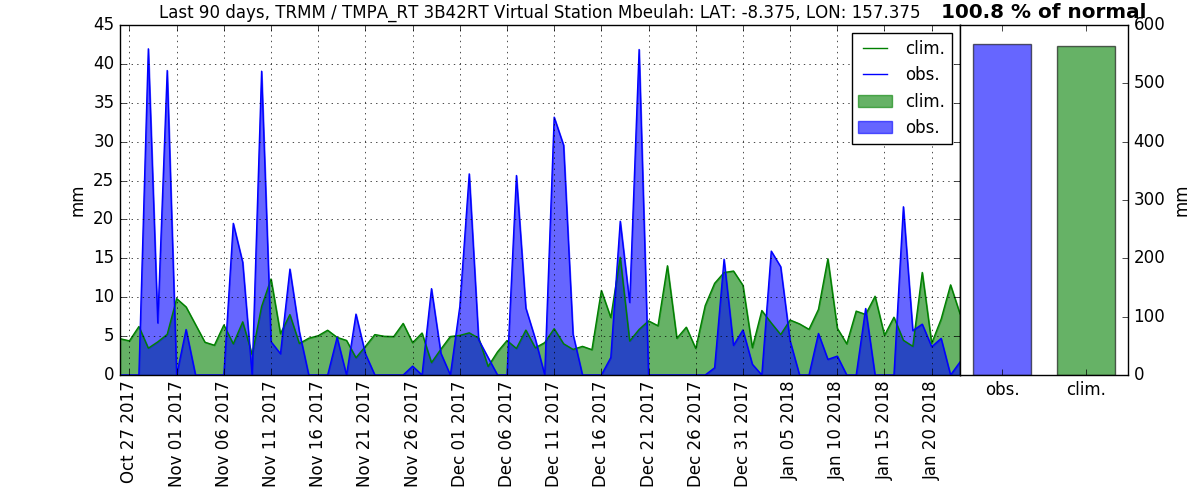 Last 90 days, TRMM / TMPA_RT 3B42RT Virtual Station Mbeulah: LAT: -8.375, LON: 157.375
100.8 % of normal
45
40
35
30
25
20
15
10
5
0
mm
clim.
obs.
clim.
obs.
Oct 27 2017
Nov 01 2017
Nov 06 2017
Nov 11 2017
Nov 16 2017
Nov 21 2017
Nov 26 2017
Dec 01 2017
Dec 06 2017
Dec 11 2017
Dec 16 2017
Dec 21 2017
Dec 26 2017
Dec 31 2017
Jan 05 2018
Jan 10 2018
Jan 15 2018
Jan 20 2018
600
500
400
300
200
100
0
mm
obs.
clim.